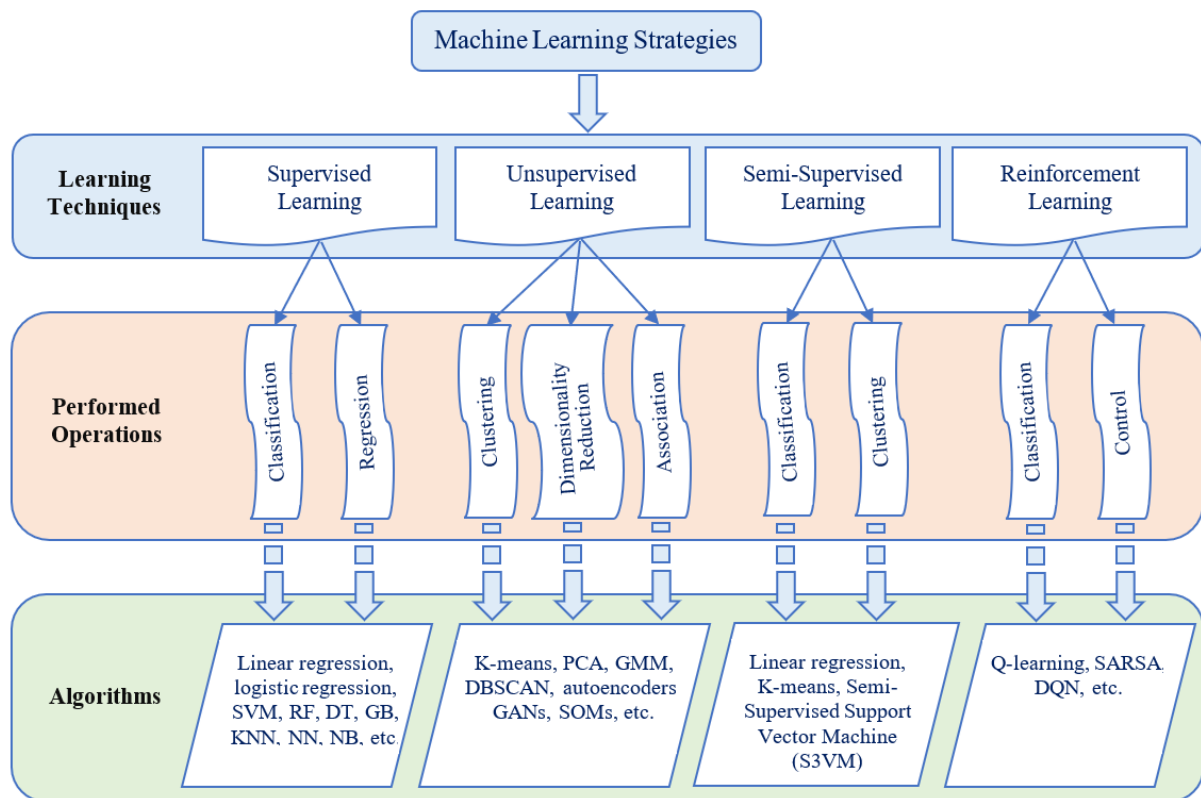 Machine Learning Strategies
Learning
Techniques
Supervised
Learning
Unsupervised
Learning
Semi-Supervised
Learning
Reinforcement
Learning
Performed
Operations
Classification
Regression
Clustering
Dimensionality
Reduction
Association
Classification
Clustering
Classification
Control
Algorithms
Linear regression,
logistic regression,
SVM, RF, DT, GB,
KNN, NN, NB, etc.
K-means, PCA, GMM,
DBSCAN, autoencoders
GANs, SOMs, etc.
Linear regression,
K-means, Semi-
Supervised Support
Vector Machine
(S3VM)
Q-learning, SARSA,
DQN, etc.